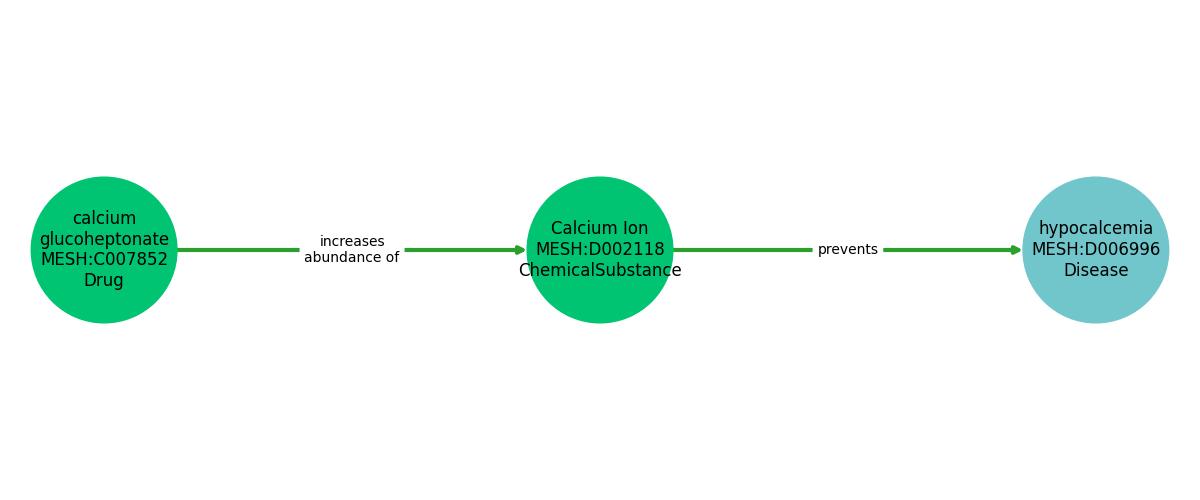 calcium
glucoheptonate
MESH:C007852
Drug
increases
abundance of
Calcium Ion
MESH:D002118
ChemicalSubstance
prevents
hypocalcemia
MESH:D006996
Disease